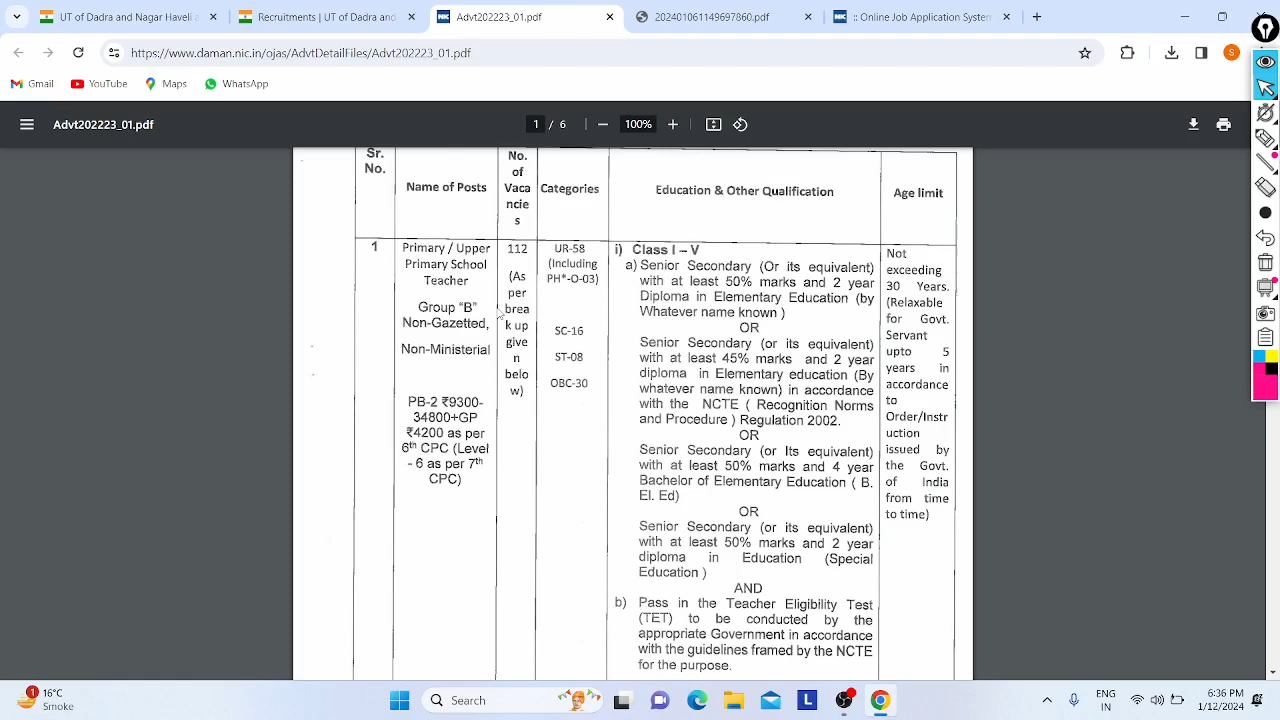 UT of Dadra and Nagar Haveli a
Recruitments | UT of Dadra and
Advt202223_01.pdf
:: Online Job Application System
https://www.daman.nic.in/ojas/AdvtDetailFiles/Advt202223_01.pdf
S
Gmail
YouTube
Maps
WhatsApp
Advt202223_01.pdf
1 / 6
100%
Sr. No.
Name of Posts
No. of Vaca ncie s
Categories
Education & Other Qualification
Age limit
1
Primary / Upper
Primary School
Teacher
Group "B"
Non-Gazetted,
Non-Ministerial
PB-2 ₹9300-
34800+GP
₹4200 as per
6th CPC (Level
- 6 as per 7th
CPC)
112
(As
per
brea
k up
give
n
belo
w)
UR-58
(Including
PH*-O-03)
SC-16
ST-08
OBC-30
i) Class I – V
a) Senior Secondary (Or its equivalent)
with at least 50% marks and 2 year
Diploma in Elementary Education (by
Whatever name known )
OR
Senior Secondary (or its equivalent)
with at least 45% marks and 2 year
diploma in Elementary education (By
whatever name known) in accordance
with the NCTE ( Recognition Norms
and Procedure ) Regulation 2002.
OR
Senior Secondary (or Its equivalent)
with at least 50% marks and 4 year
Bachelor of Elementary Education ( B.
El. Ed)
OR
Senior Secondary (or its equivalent)
with at least 50% marks and 2 year
diploma in Education (Special
Education )
AND
b) Pass in the Teacher Eligibility Test
(TET) to be conducted by the
appropriate Government in accordance
with the guidelines framed by the NCTE
for the purpose.
Not
exceeding
30 Years.
(Relaxable
for Govt.
Servant
upto 5
years in
accordance
to
Order/Instr
uction
issued by
the Govt.
of India
from time
to time)
1
16°C
Smoke
Search
L
ENG
IN
6:36 PM
1/12/2024